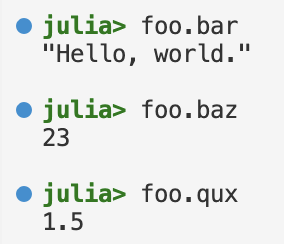 julia> foo.bar
"Hello, world."
julia> foo.baz
23
julia> foo.qux
1.5